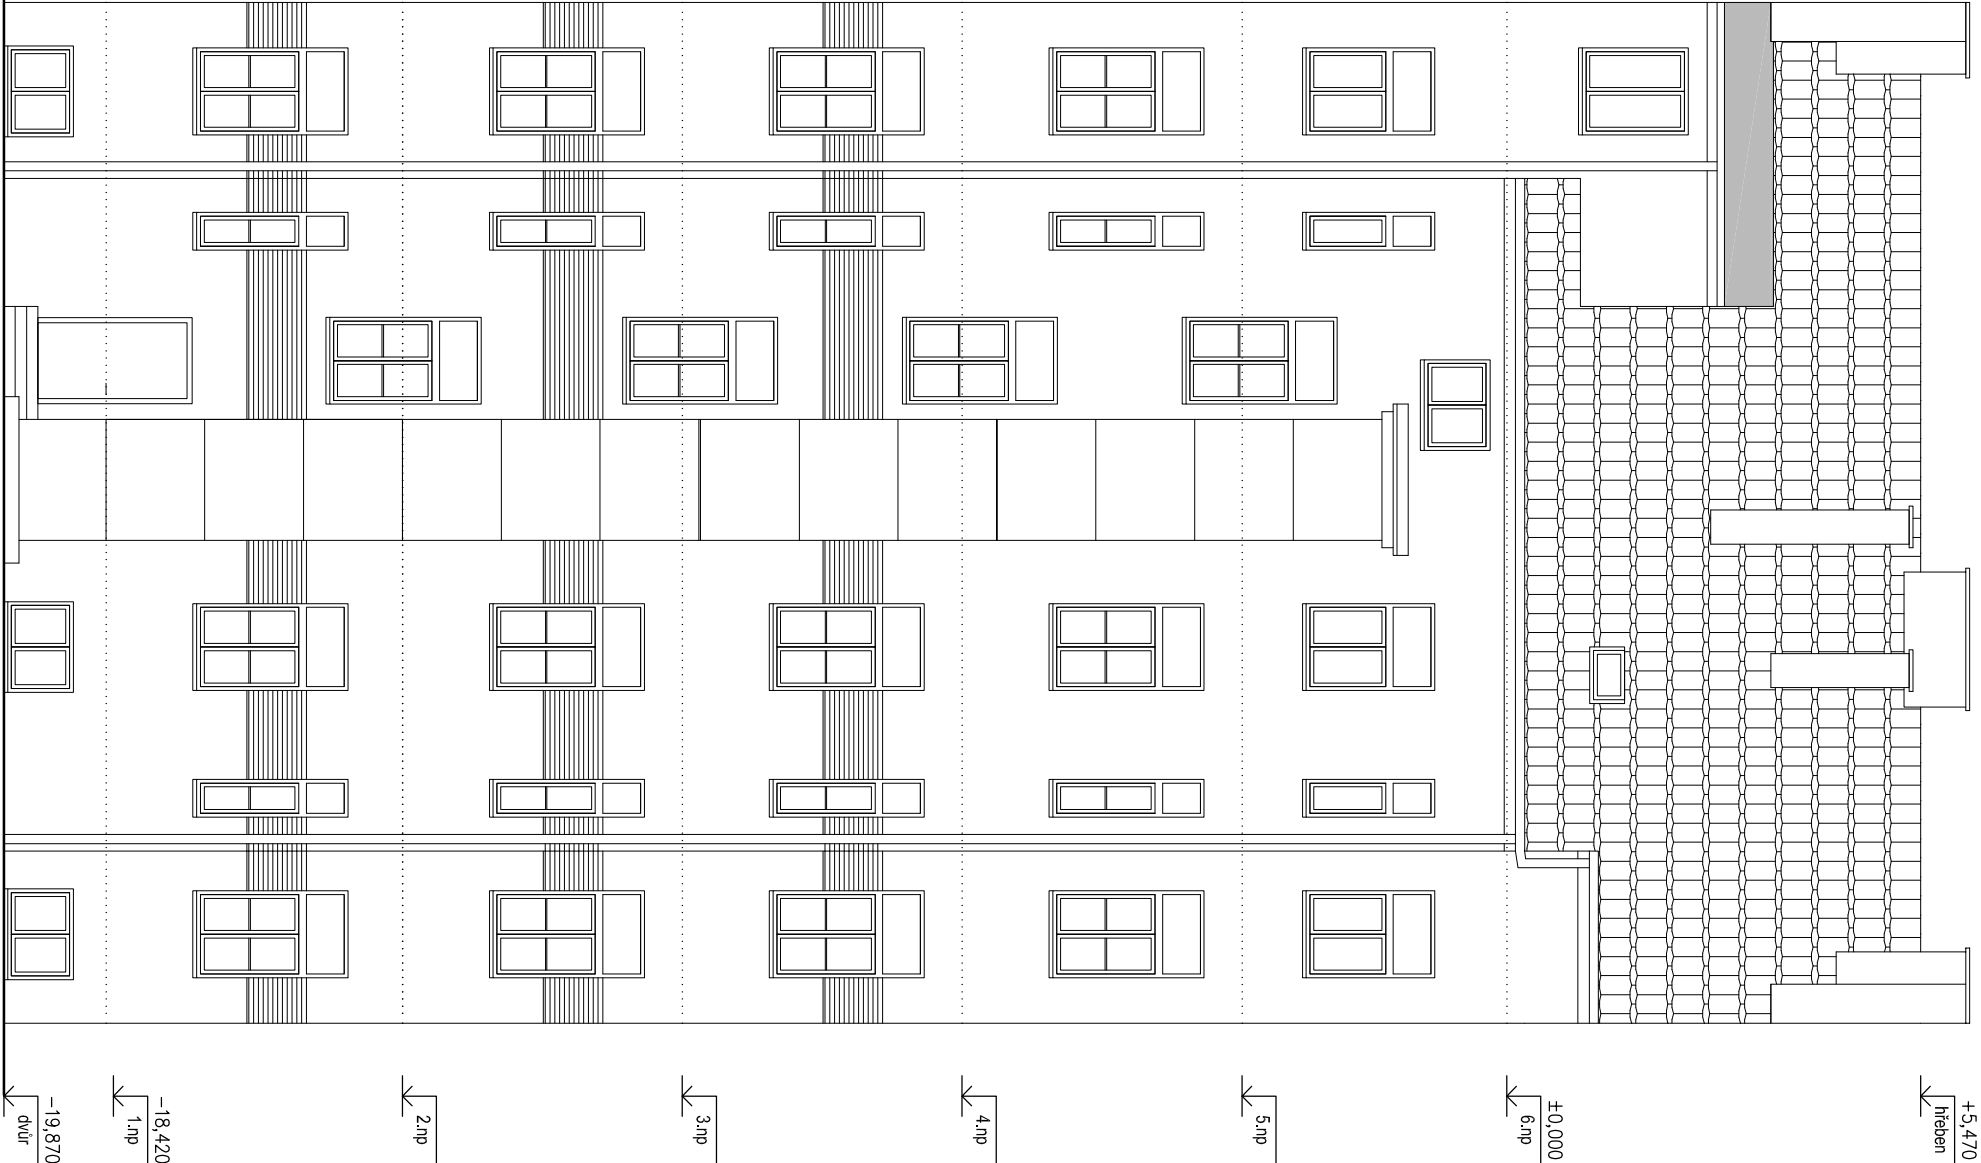 +5,470
hřeben
±0,000
6.np
5.np
4.np
3.np
2.np
-18,420
1.np
-19,870
dvůr